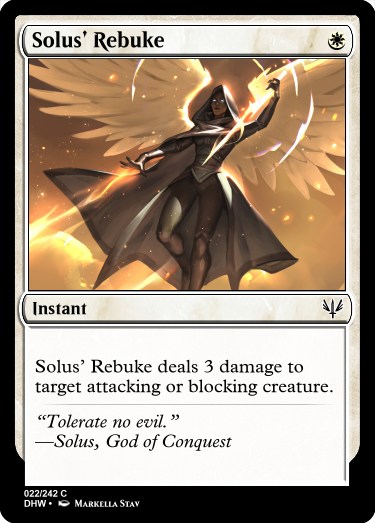 Solus' Rebuke
Instant
Solus’ Rebuke deals 3 damage to
target attacking or blocking creature.
“Tolerate no evil.”
—Solus, God of Conquest
022/242 C
DHW • Markella Stav